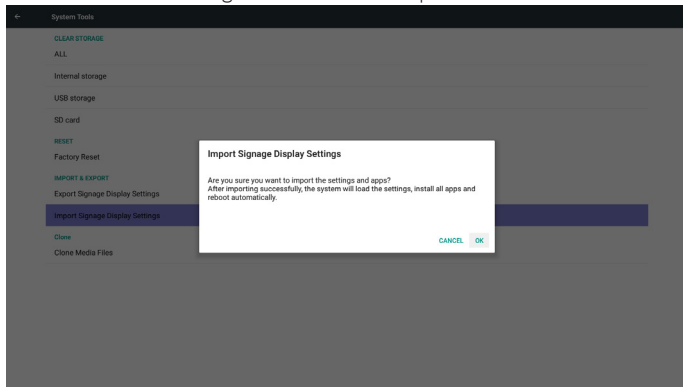 System Tools
CLEAR STORAGE
ALL
Internal storage
USB storage
SD card
RESET
Factory Reset
IMPORT & EXPORT
Export Signage Display Settings
Import Signage Display Settings
Clone
Clone Media Files
Import Signage Display Settings
Are you sure you want to import the settings and apps?
After importing successfully, the system will load the settings, install all apps and
reboot automatically.
CANCEL OK